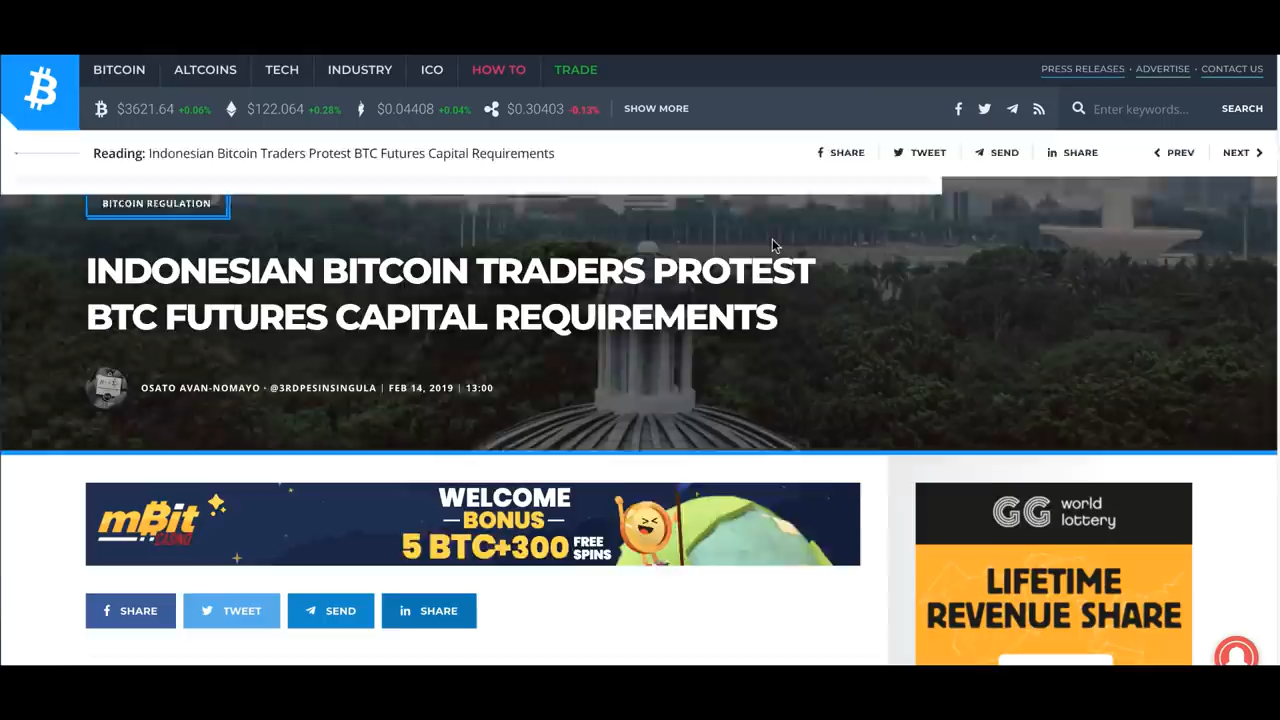 BITCOIN ALTCOINS TECH INDUSTRY ICO HOW TO TRADE PRESS RELEASES · ADVERTISE · CONTACT US
$3621.64 +0.06% $122.064 +0.28% $0.04408 +0.04% $0.30403 -0.13% SHOW MORE Enter keywords... SEARCH
Reading: Indonesian Bitcoin Traders Protest BTC Futures Capital Requirements SHARE TWEET SEND SHARE PREV NEXT
BITCOIN REGULATION
INDONESIAN BITCOIN TRADERS PROTEST
BTC FUTURES CAPITAL REQUIREMENTS
OSATO AVAN-NOMAYO · @3RDPESINSINGULA | FEB 14, 2019 | 13:00
mBit CASINO
WELCOME
BONUS
5 BTC+300 FREE SPINS
GG world lottery
LIFETIME
REVENUE SHARE
SHARE TWEET SEND SHARE